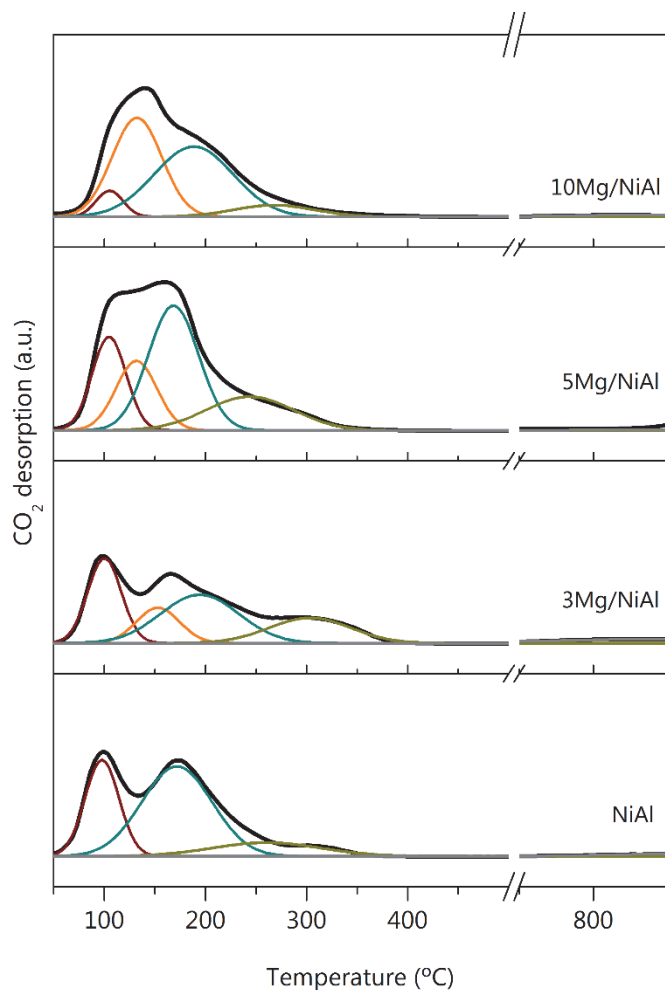 10Mg/NiAl
5Mg/NiAl
3Mg/NiAl
NiAl
CO₂ desorption (a.u.)
100 200 300 400 800
Temperature (ºC)